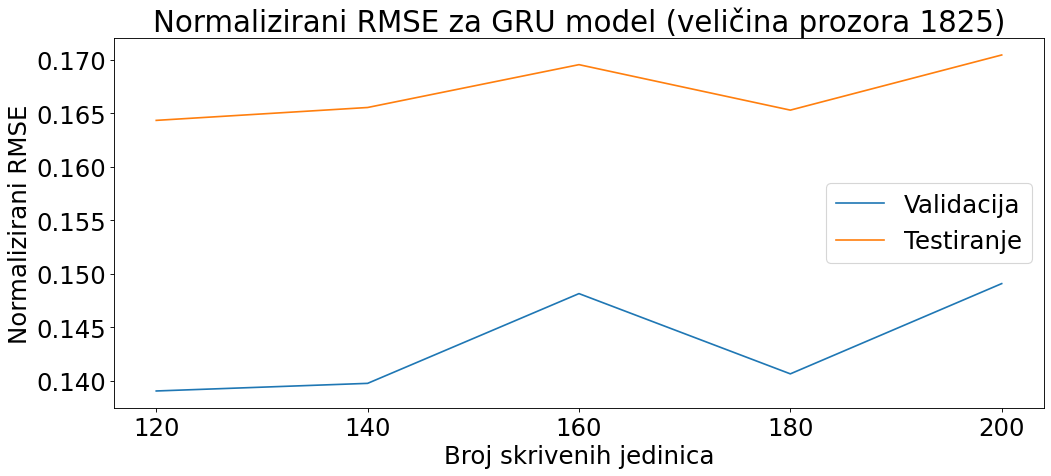 Normalizirani RMSE za GRU model (veličina prozora 1825)
Normalizirani RMSE
0.170
0.165
0.160
0.155
0.150
0.145
0.140
Validacija
Testiranje
120 140 160 180 200
Broj skrivenih jedinica